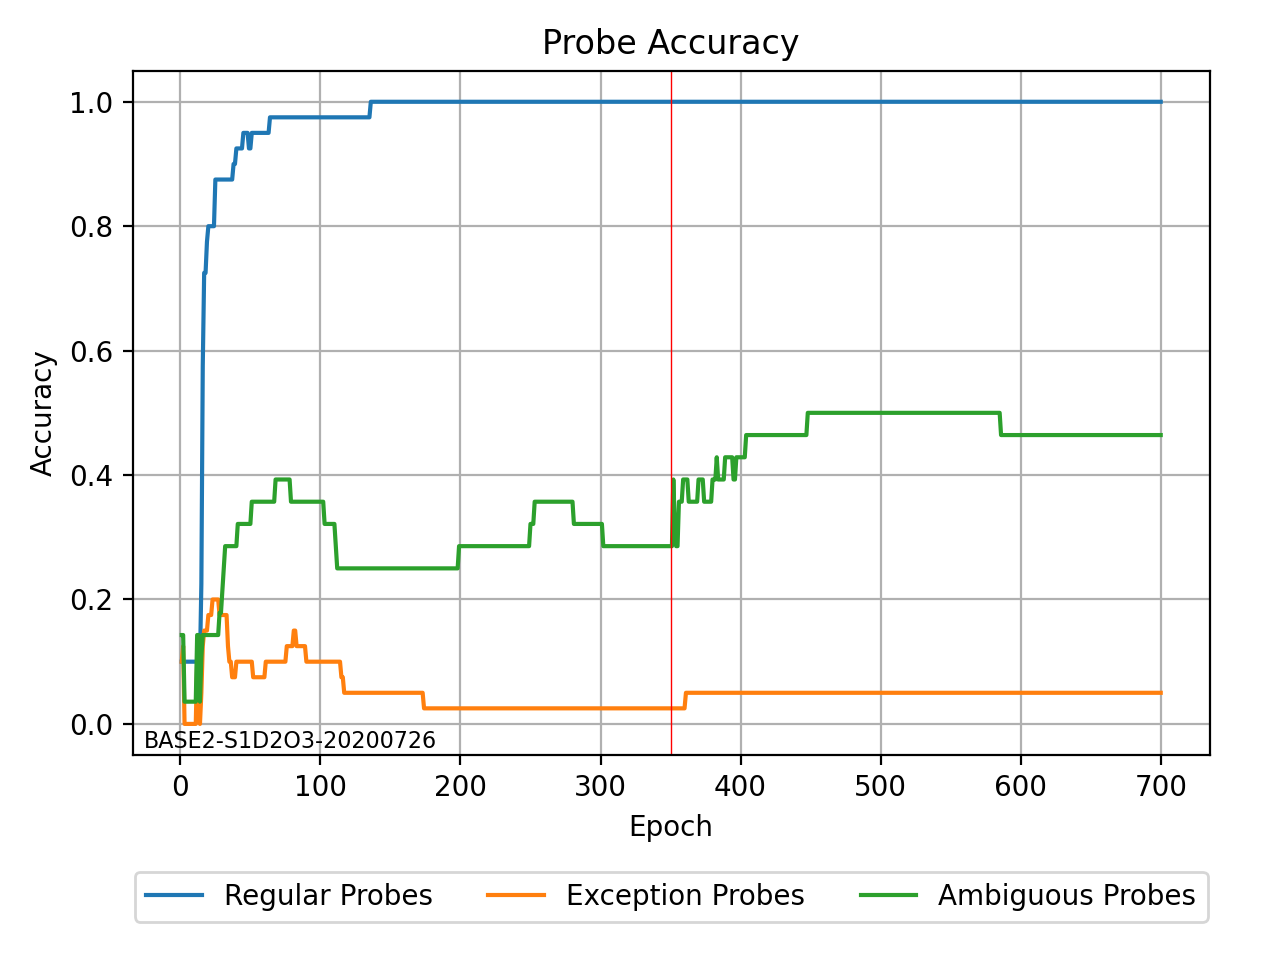 Probe Accuracy
Accuracy
1.0
0.8
0.6
0.4
0.2
0.0
BASE2-S1D2O3-20200726
0 100 200 300 400 500 600 700
Epoch
Regular Probes Exception Probes Ambiguous Probes